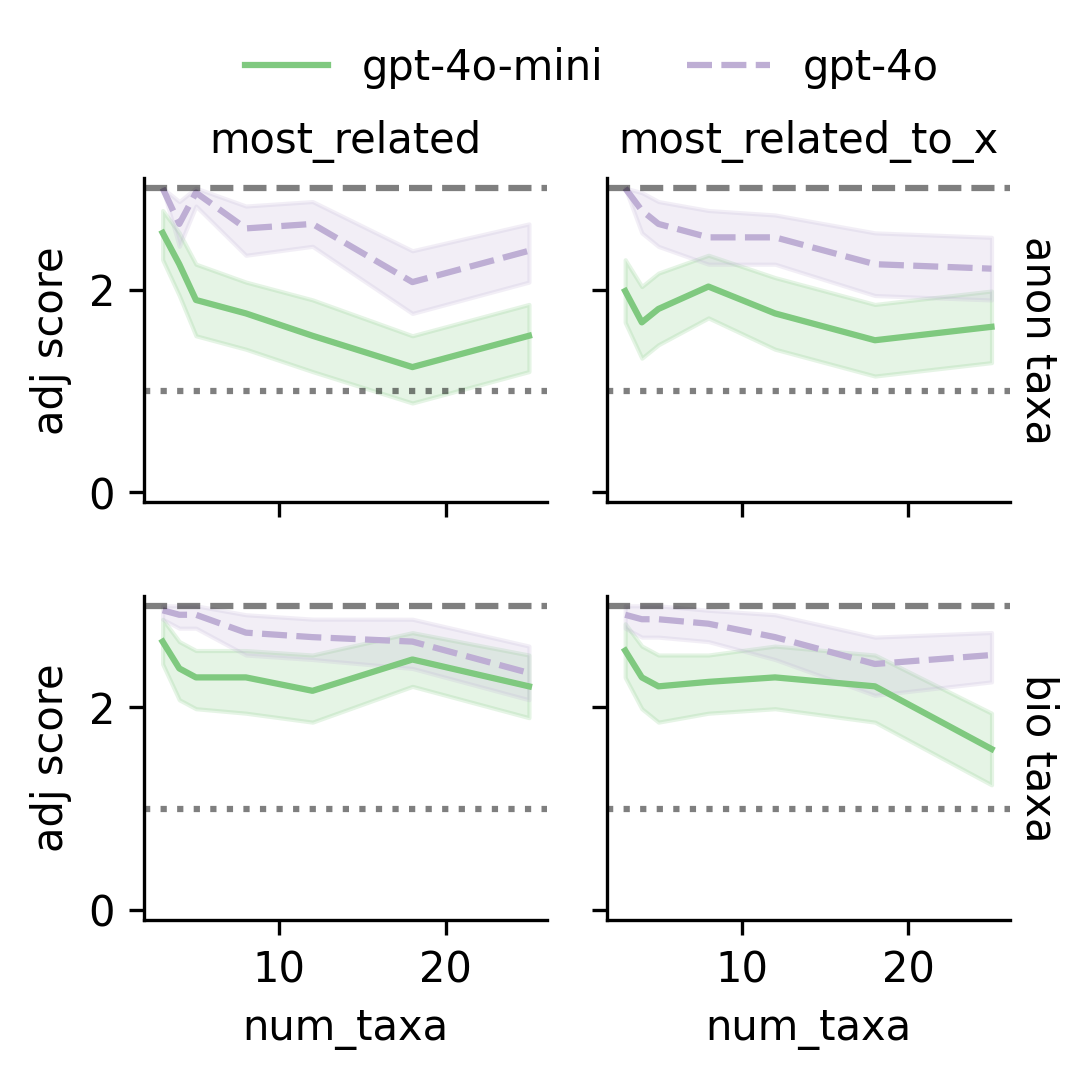 gpt-4o-mini gpt-4o
most_related most_related_to_x
adj score
2
0
anon taxa
adj score
2
0
bio taxa
10 20 10 20
num_taxa num_taxa